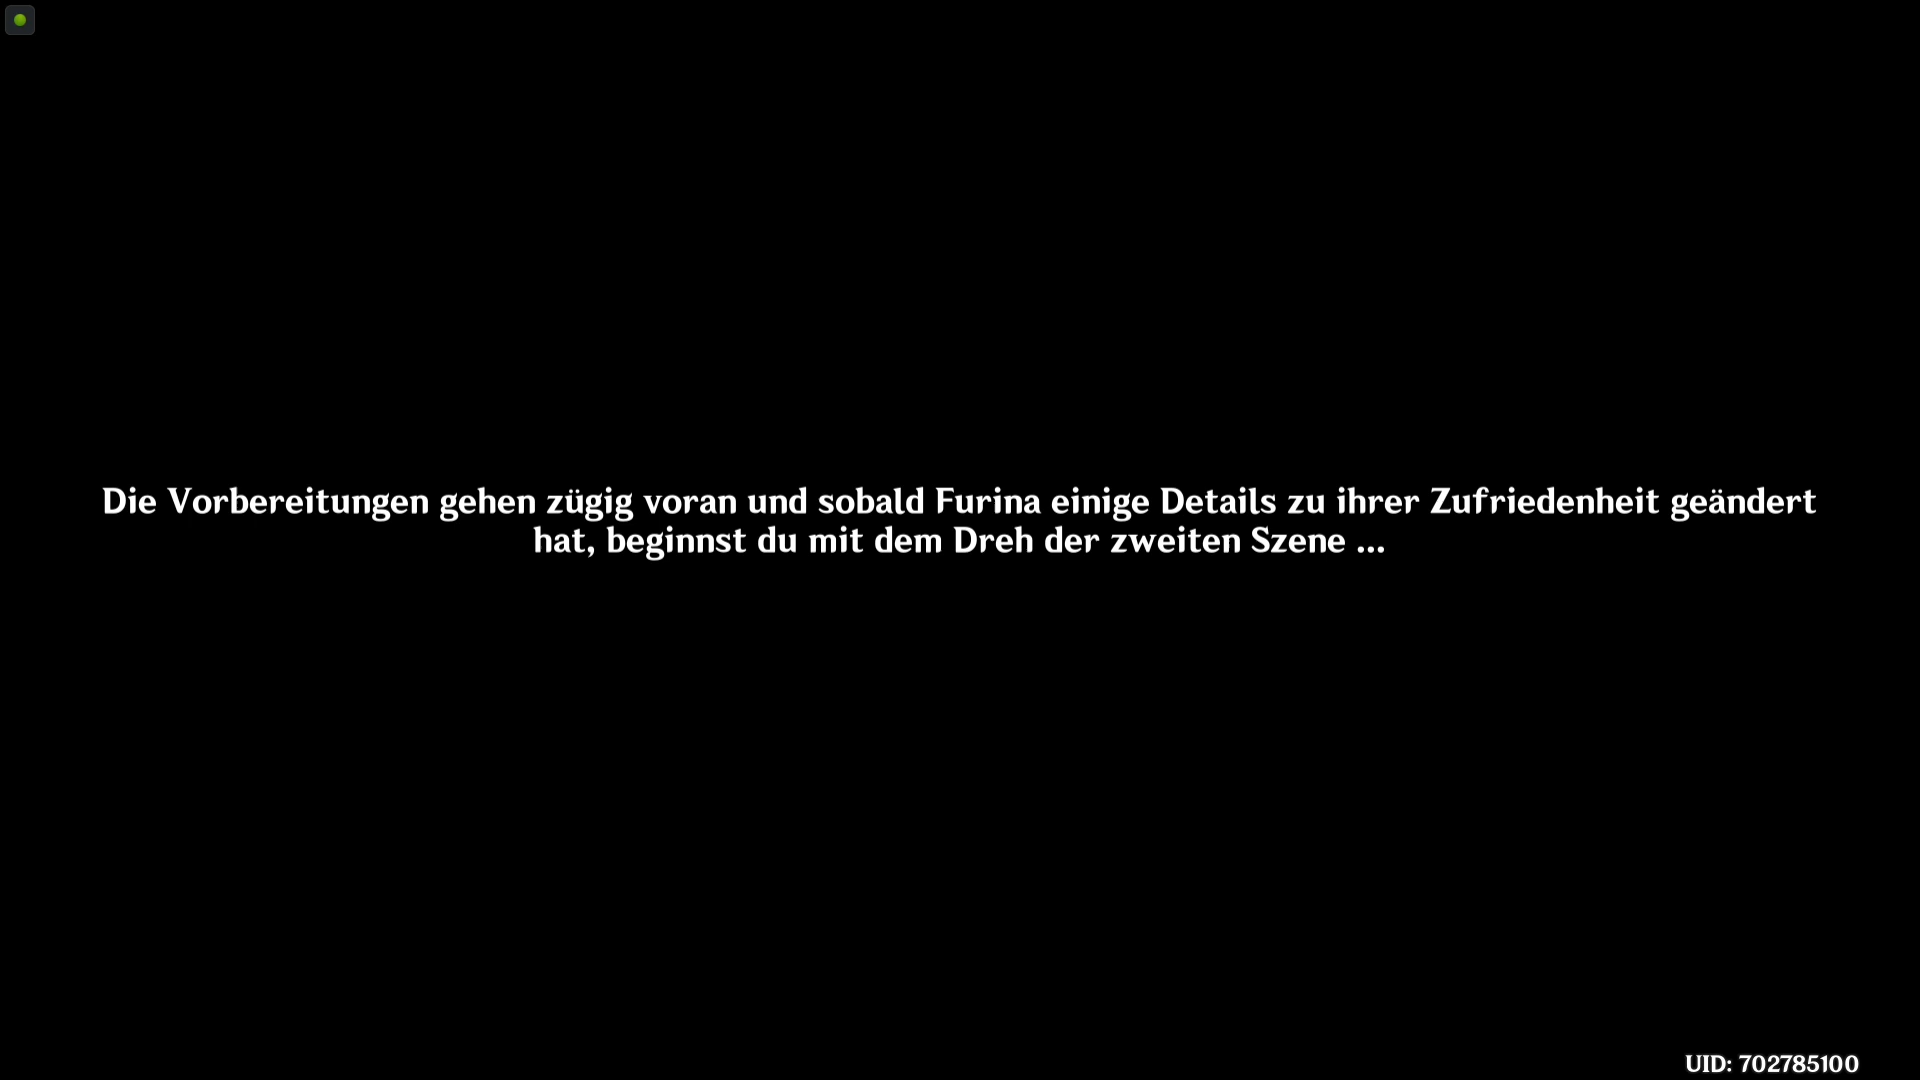 Die Vorbereitungen gehen zügig voran und sobald Furina einige Details zu ihrer Zufriedenheit geändert
hat, beginnst du mit dem Dreh der zweiten Szene ...
UID: 702785100